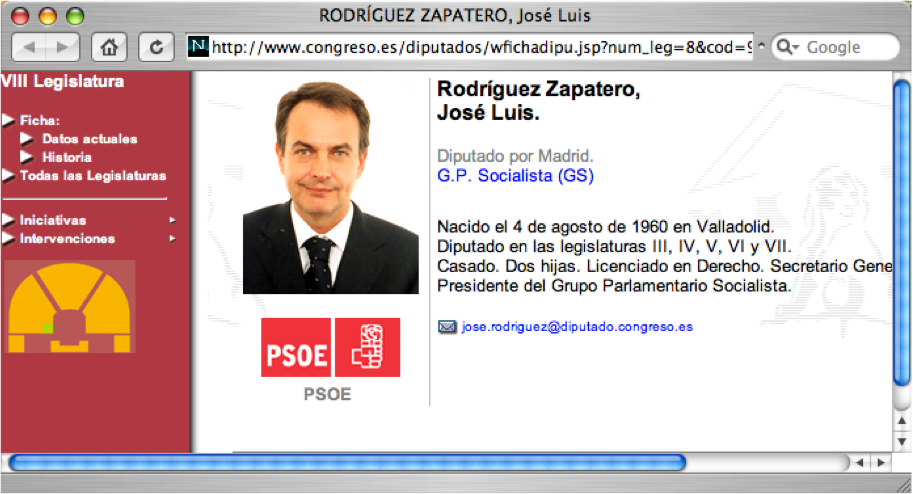 RODRÍGUEZ ZAPATERO, José Luis
http://www.congreso.es/diputados/wfichadipu.jsp?num_leg=8&cod=9
Google
VIII Legislatura
Ficha:
Datos actuales
Historia
Todas las Legislaturas
Iniciativas
Intervenciones
Rodríguez Zapatero,
José Luis.
Diputado por Madrid.
G.P. Socialista (GS)
Nacido el 4 de agosto de 1960 en Valladolid.
Diputado en las legislaturas III, IV, V, VI y VII.
Casado. Dos hijas. Licenciado en Derecho. Secretario Gene
Presidente del Grupo Parlamentario Socialista.
jose.rodriguez@diputado.congreso.es
PSOE
PSOE